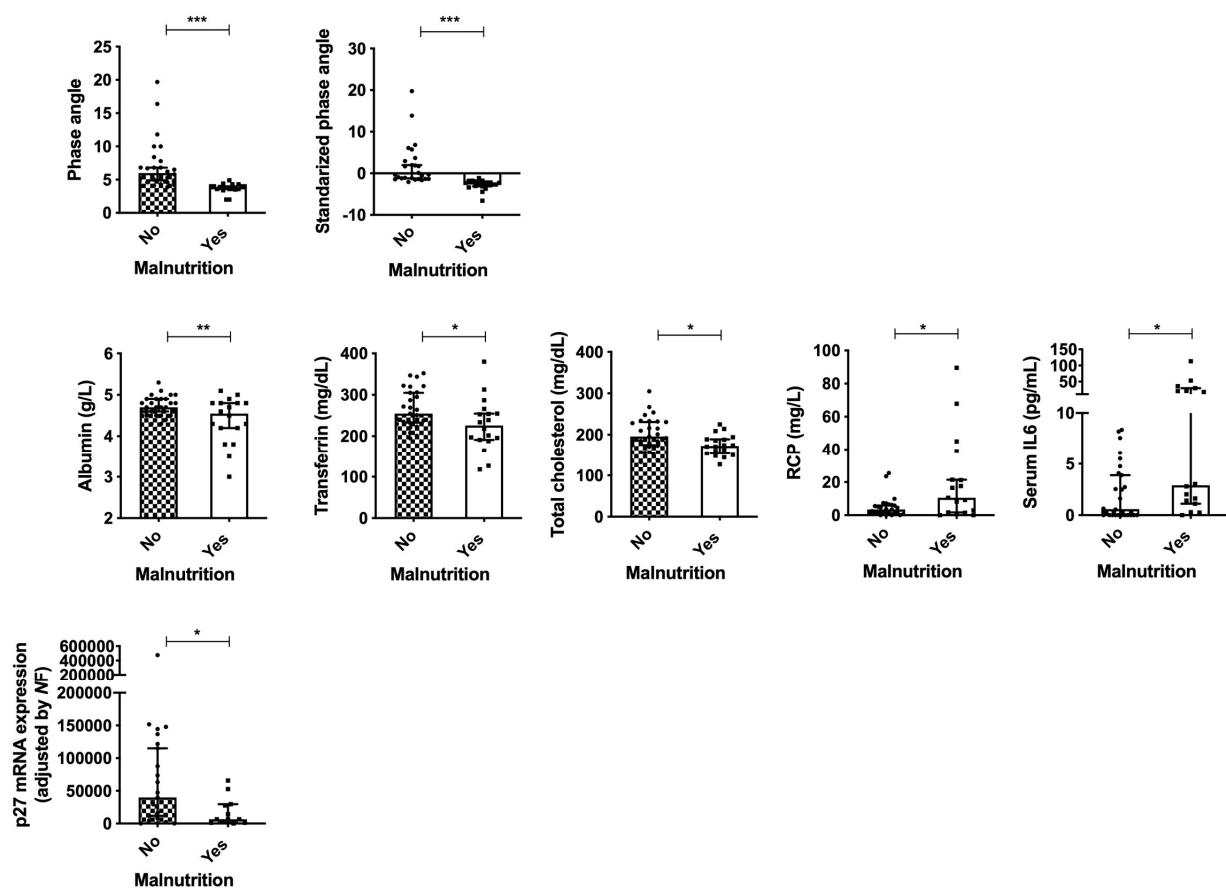 ***
Phase angle
25
20
15
10
5
0
No
Yes
Malnutrition
***
Standarized phase angle
30
20
10
0
-10
No
Yes
Malnutrition
**
Albumin (g/L)
6
5
4
3
2
No
Yes
Malnutrition
*
Transferrin (mg/dL)
400
300
200
100
0
No
Yes
Malnutrition
*
Total cholesterol (mg/dL)
400
300
200
100
0
No
Yes
Malnutrition
*
RCP (mg/L)
100
80
60
40
20
0
No
Yes
Malnutrition
*
Serum IL6 (pg/mL)
150
100
50
10
5
0
No
Yes
Malnutrition
*
p27 mRNA expression
(adjusted by NF)
600000
400000
200000
200000
150000
100000
50000
0
No
Yes
Malnutrition